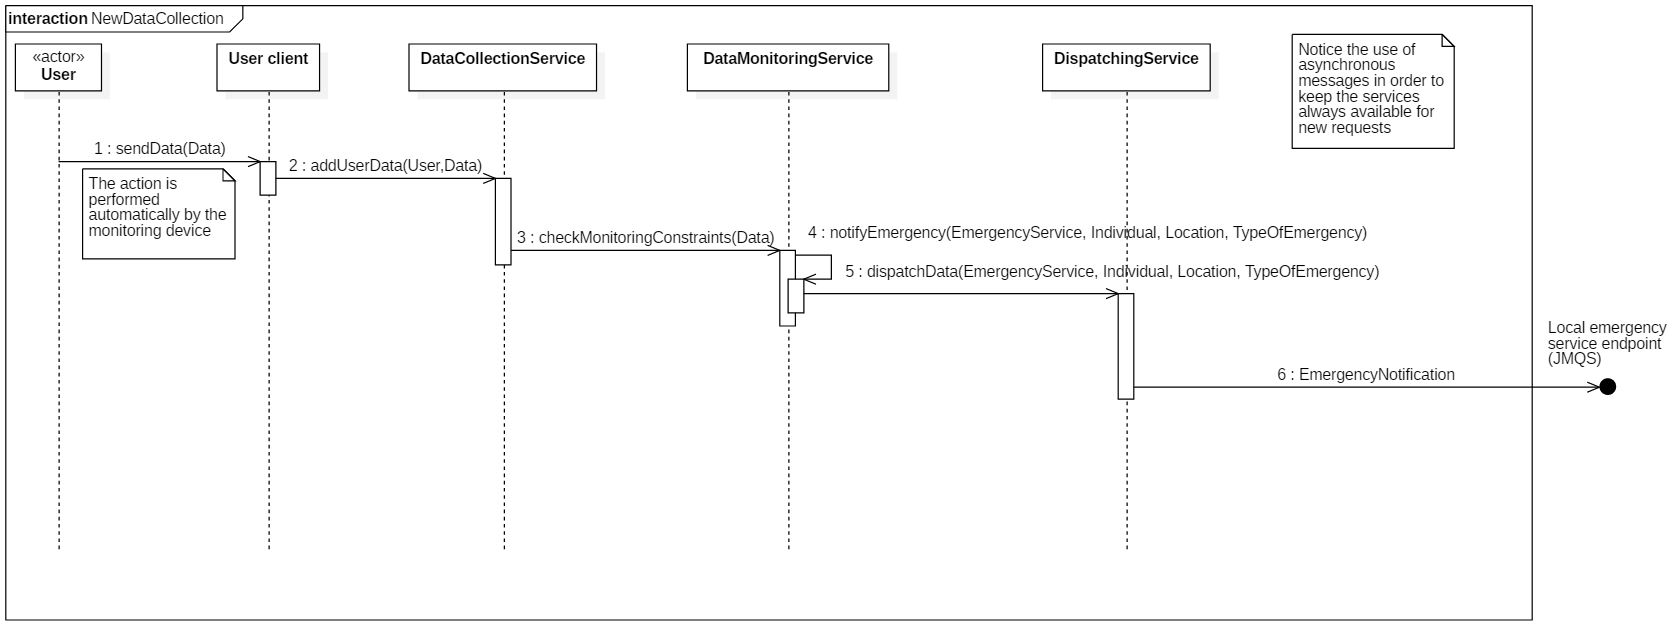 interaction NewDataCollection
«actor»
User
User client
DataCollectionService
DataMonitoringService
DispatchingService
Notice the use of
asynchronous
messages in order to
keep the services
always available for
new requests
1 : sendData(Data)
2 : addUserData(User,Data)
The action is
performed
automatically by the
monitoring device
3 : checkMonitoringConstraints(Data)
4 : notifyEmergency(EmergencyService, Individual, Location, TypeOfEmergency)
5 : dispatchData(EmergencyService, Individual, Location, TypeOfEmergency)
Local emergency
service endpoint
(JMQS)
6 : EmergencyNotification